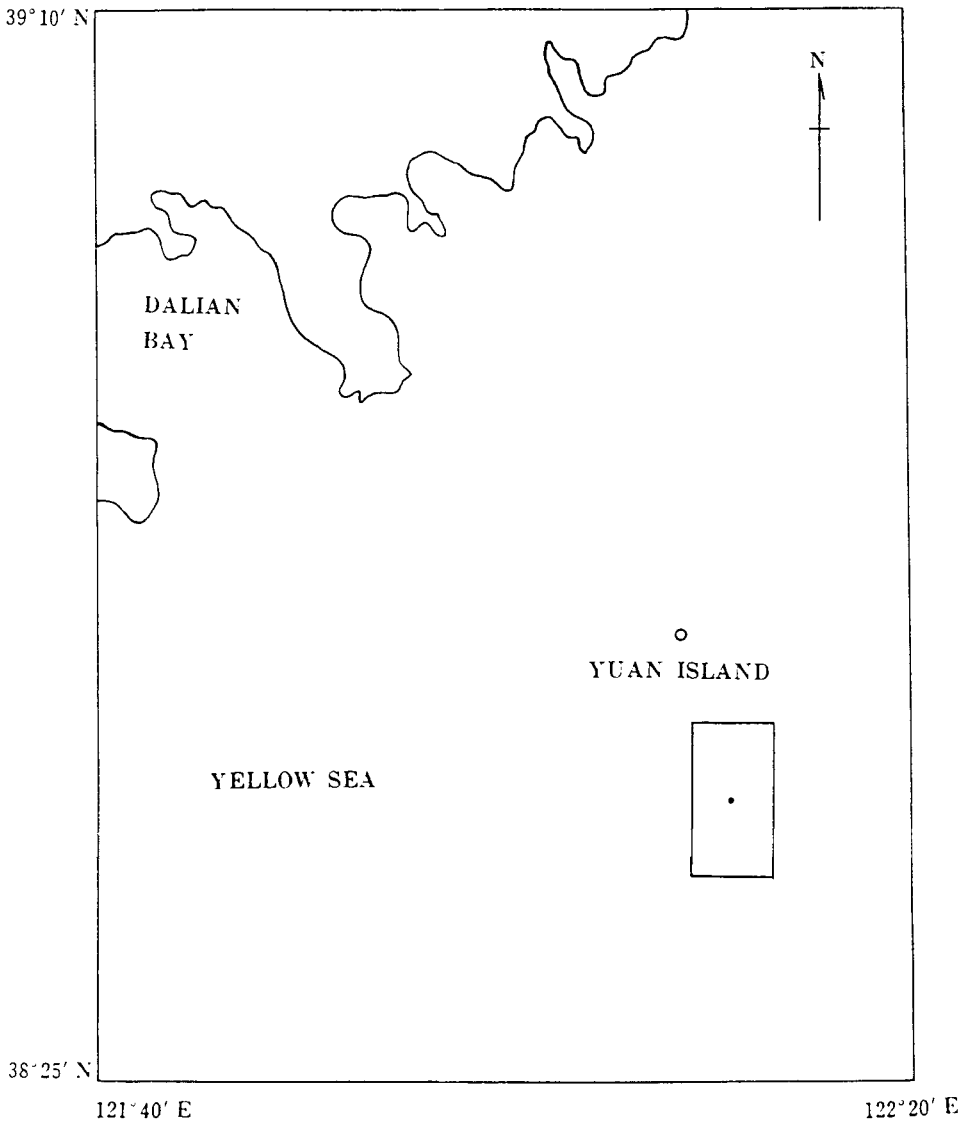 39°10' N
N
DALIAN
BAY
YUAN ISLAND
YELLOW SEA
38°25' N
121°40' E
122°20' E